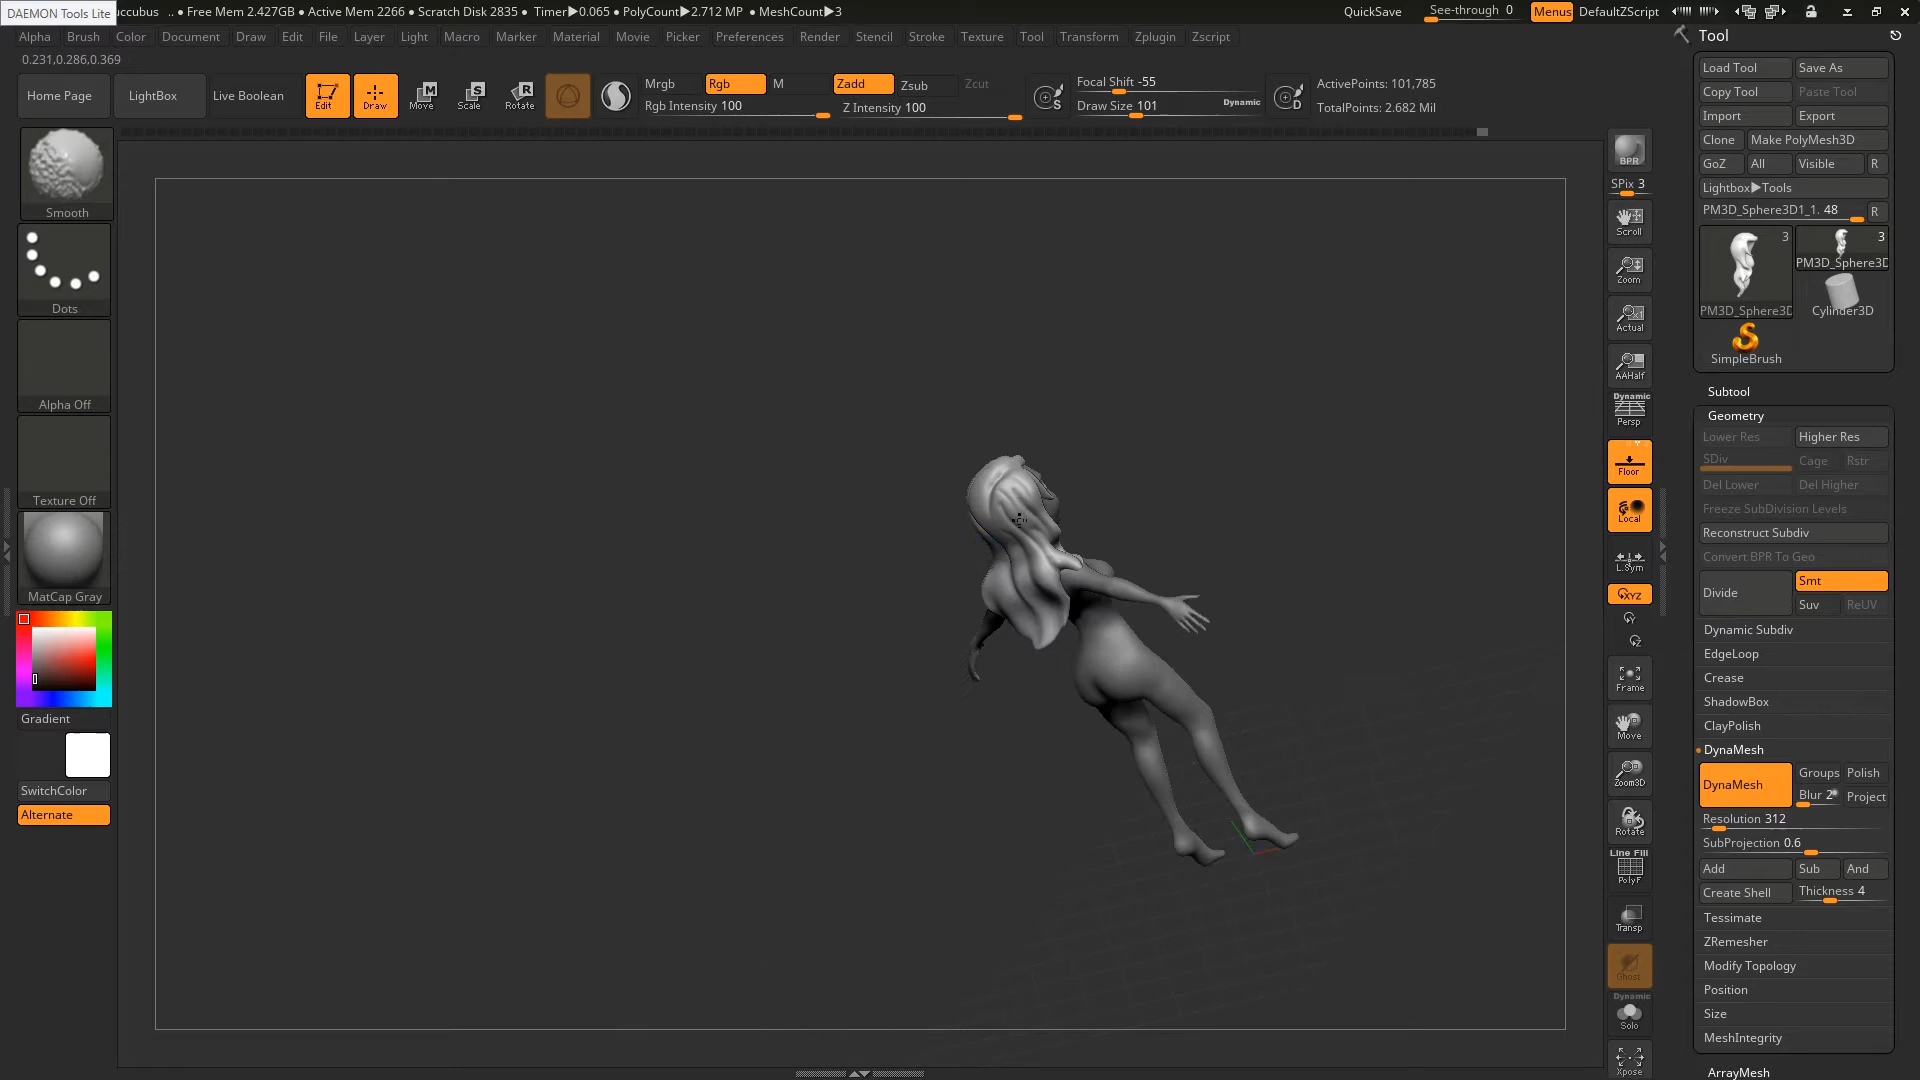 DAEMON Tools Lite
uccubus .. ● Free Mem 2.427GB ● Active Mem 2266 ● Scratch Disk 2835 ● Timer▶0.065 ● PolyCount▶2.712 MP ● MeshCount▶3 QuickSave See-through 0 Menus DefaultZScript
Alpha Brush Color Document Draw Edit File Layer Light Macro Marker Material Movie Picker Preferences Render Stencil Stroke Texture Tool Transform Zplugin Zscript
0.231,0.286,0.369
Home Page LightBox Live Boolean Edit Draw Move Scale Rotate
Mrgb Rgb M Zadd Zsub Zcut
Rgb Intensity 100 Z Intensity 100
Focal Shift -55
Draw Size 101 Dynamic
ActivePoints: 101,785
TotalPoints: 2.682 Mil
Smooth
Dots
Alpha Off
Texture Off
MatCap Gray
Gradient
SwitchColor
Alternate
BPR
SPix 3
Scroll
Zoom
Actual
AAHalf
Dynamic
Persp
Floor
Local
L.Sym
XYZ
Frame
Move
Zoom3D
Rotate
Line Fill
PolyF
Transp
Ghost
Dynamic
Solo
Xpose
Tool
Load Tool Save As
Copy Tool Paste Tool
Import Export
Clone Make PolyMesh3D
GoZ All Visible R
Lightbox▶Tools
PM3D_Sphere3D1_1. 48 R
3 3
PM3D_Sphere3D
PM3D_Sphere3D Cylinder3D
SimpleBrush
Subtool
Geometry
Lower Res Higher Res
SDiv Cage Rstr
Del Lower Del Higher
Freeze SubDivision Levels
Reconstruct Subdiv
Convert BPR To Geo
Divide Smt
Suv ReUV
Dynamic Subdiv
EdgeLoop
Crease
ShadowBox
ClayPolish
DynaMesh
DynaMesh Groups Polish
Blur 2 Project
Resolution 312
SubProjection 0.6
Add Sub And
Create Shell Thickness 4
Tessimate
ZRemesher
Modify Topology
Position
Size
MeshIntegrity
ArrayMesh